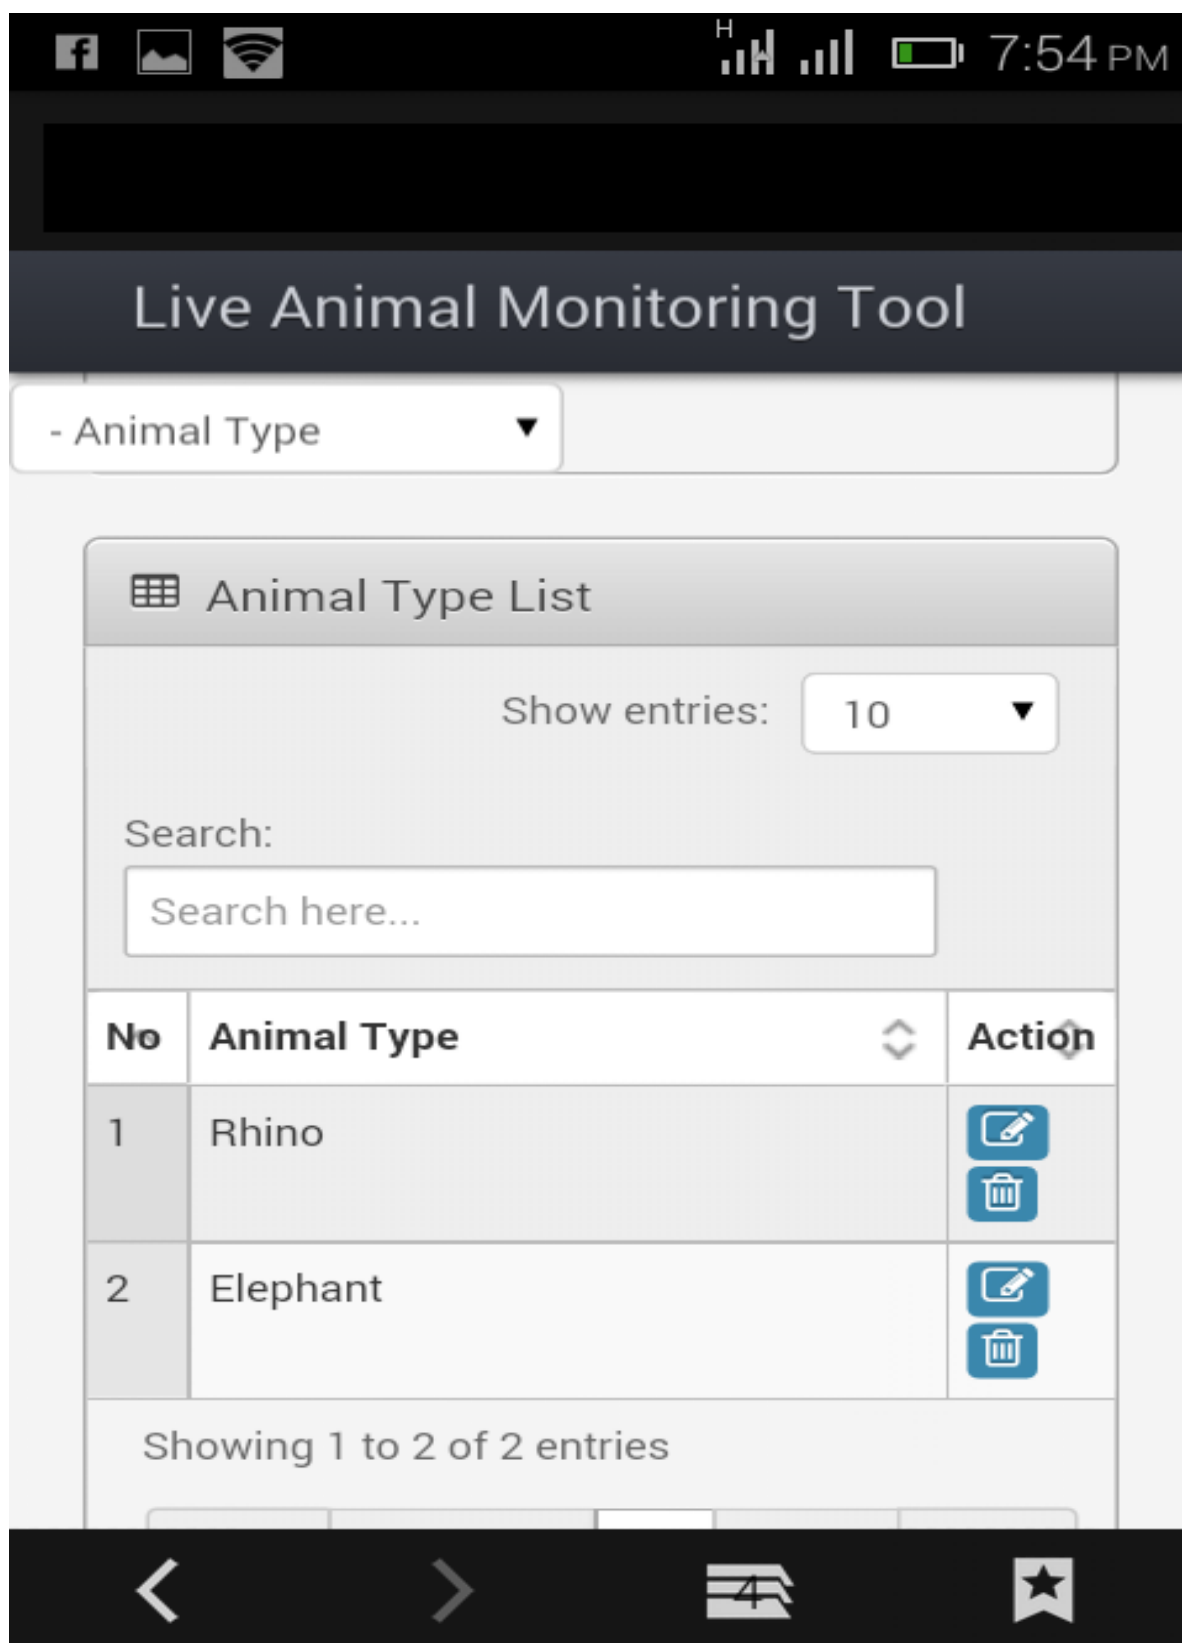 H
7:54 PM
Live Animal Monitoring Tool
- Animal Type
Animal Type List
Show entries: 10
Search:
Search here...
No Animal Type Action
1 Rhino
2 Elephant
Showing 1 to 2 of 2 entries
4